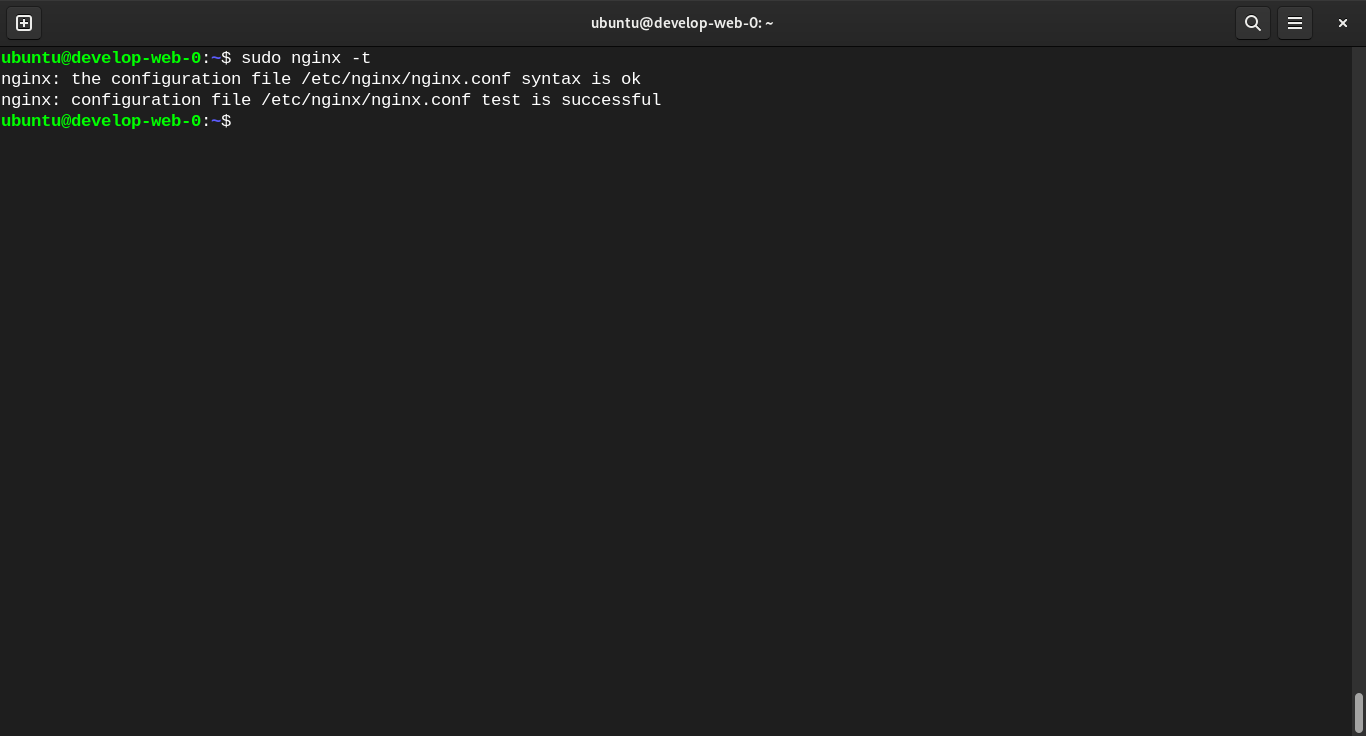 ubuntu@develop-web-0: ~
ubuntu@develop-web-0:~$ sudo nginx -t
nginx: the configuration file /etc/nginx/nginx.conf syntax is ok
nginx: configuration file /etc/nginx/nginx.conf test is successful
ubuntu@develop-web-0:~$